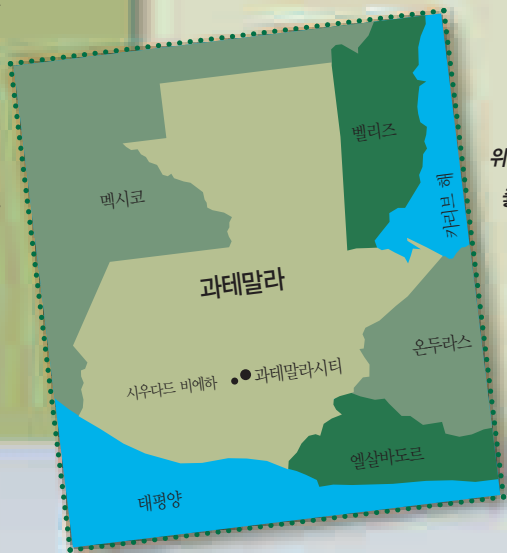 벨리즈
위
멕시코
카리브 해
과테말라
온두라스
시우다드 비에하
과테말라시티
엘살바도르
태평양